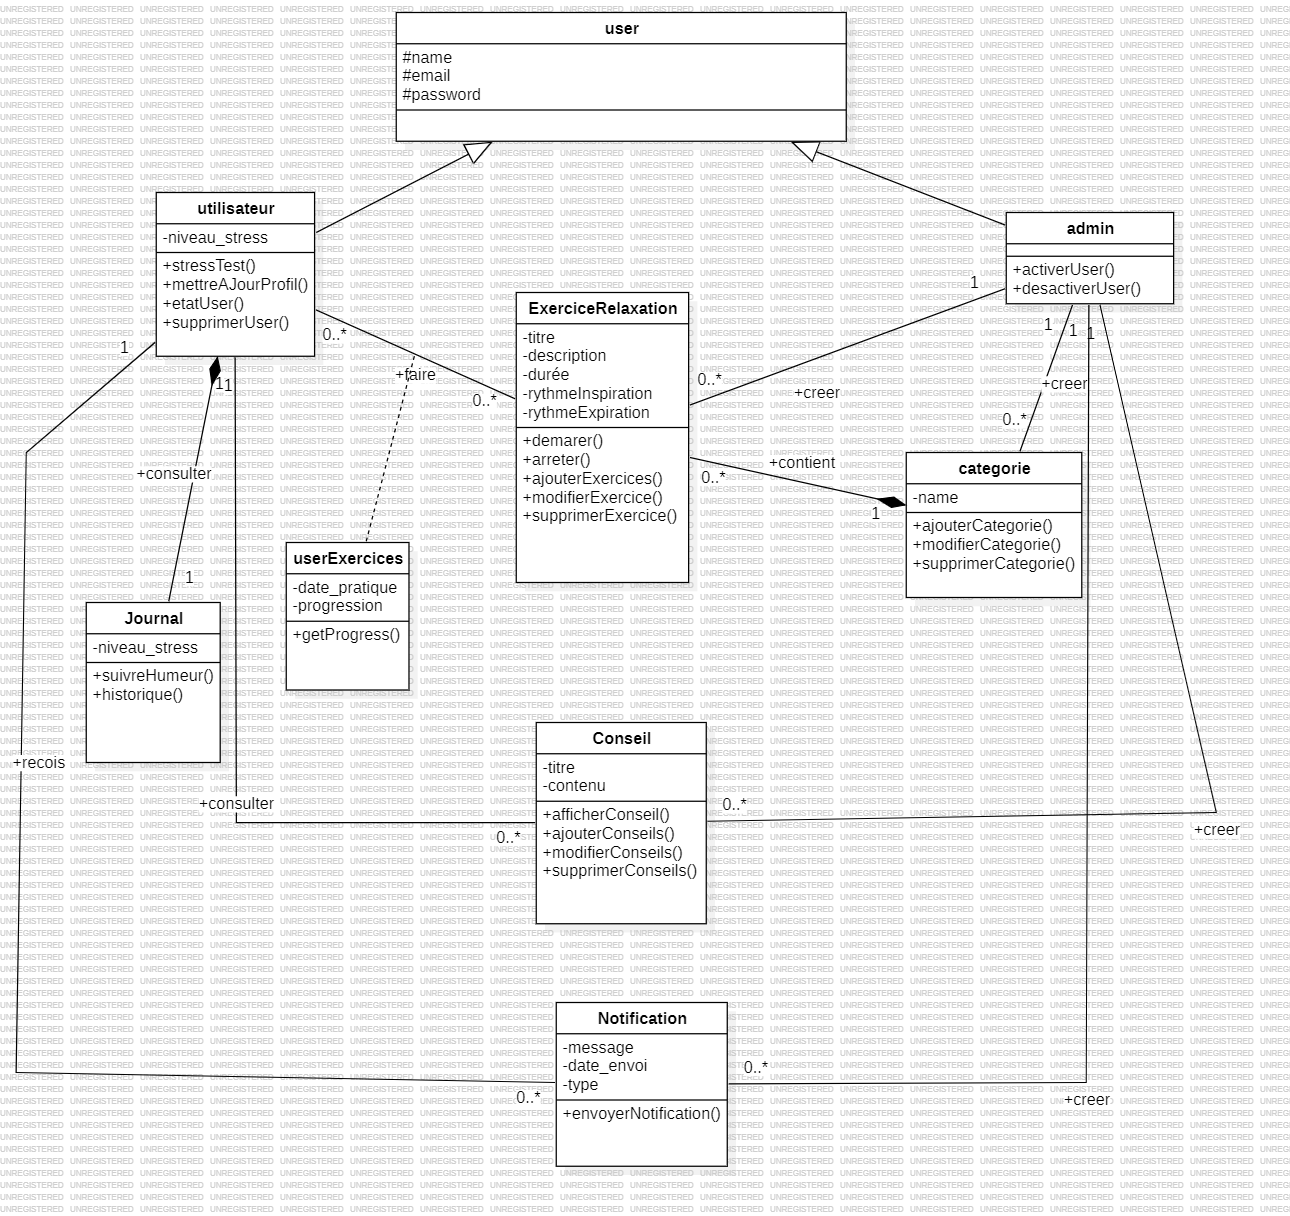 user
#name
#email
#password
utilisateur
-niveau_stress
+stressTest()
+mettreAJourProfil()
+etatUser()
+supprimerUser()
admin
+activerUser()
+desactiverUser()
ExerciceRelaxation
-titre
-description
-durée
-rythmeInspiration
-rythmeExpiration
+demarer()
+arreter()
+ajouterExercices()
+modifierExercice()
+supprimerExercice()
1
0..*
+faire
0..*
1
0..*
+creer
1
1
1
+creer
0..*
1
1
+consulter
1
+contient
0..*
1
categorie
-name
+ajouterCategorie()
+modifierCategorie()
+supprimerCategorie()
userExercices
-date_pratique
-progression
+getProgress()
Journal
-niveau_stress
+suivreHumeur()
+historique()
+recois
+consulter
0..*
Conseil
-titre
-contenu
+afficherConseil()
+ajouterConseils()
+modifierConseils()
+supprimerConseils()
0..*
+creer
Notification
-message
-date_envoi
-type
+envoyerNotification()
0..*
0..*
+creer
UNREGISTERED